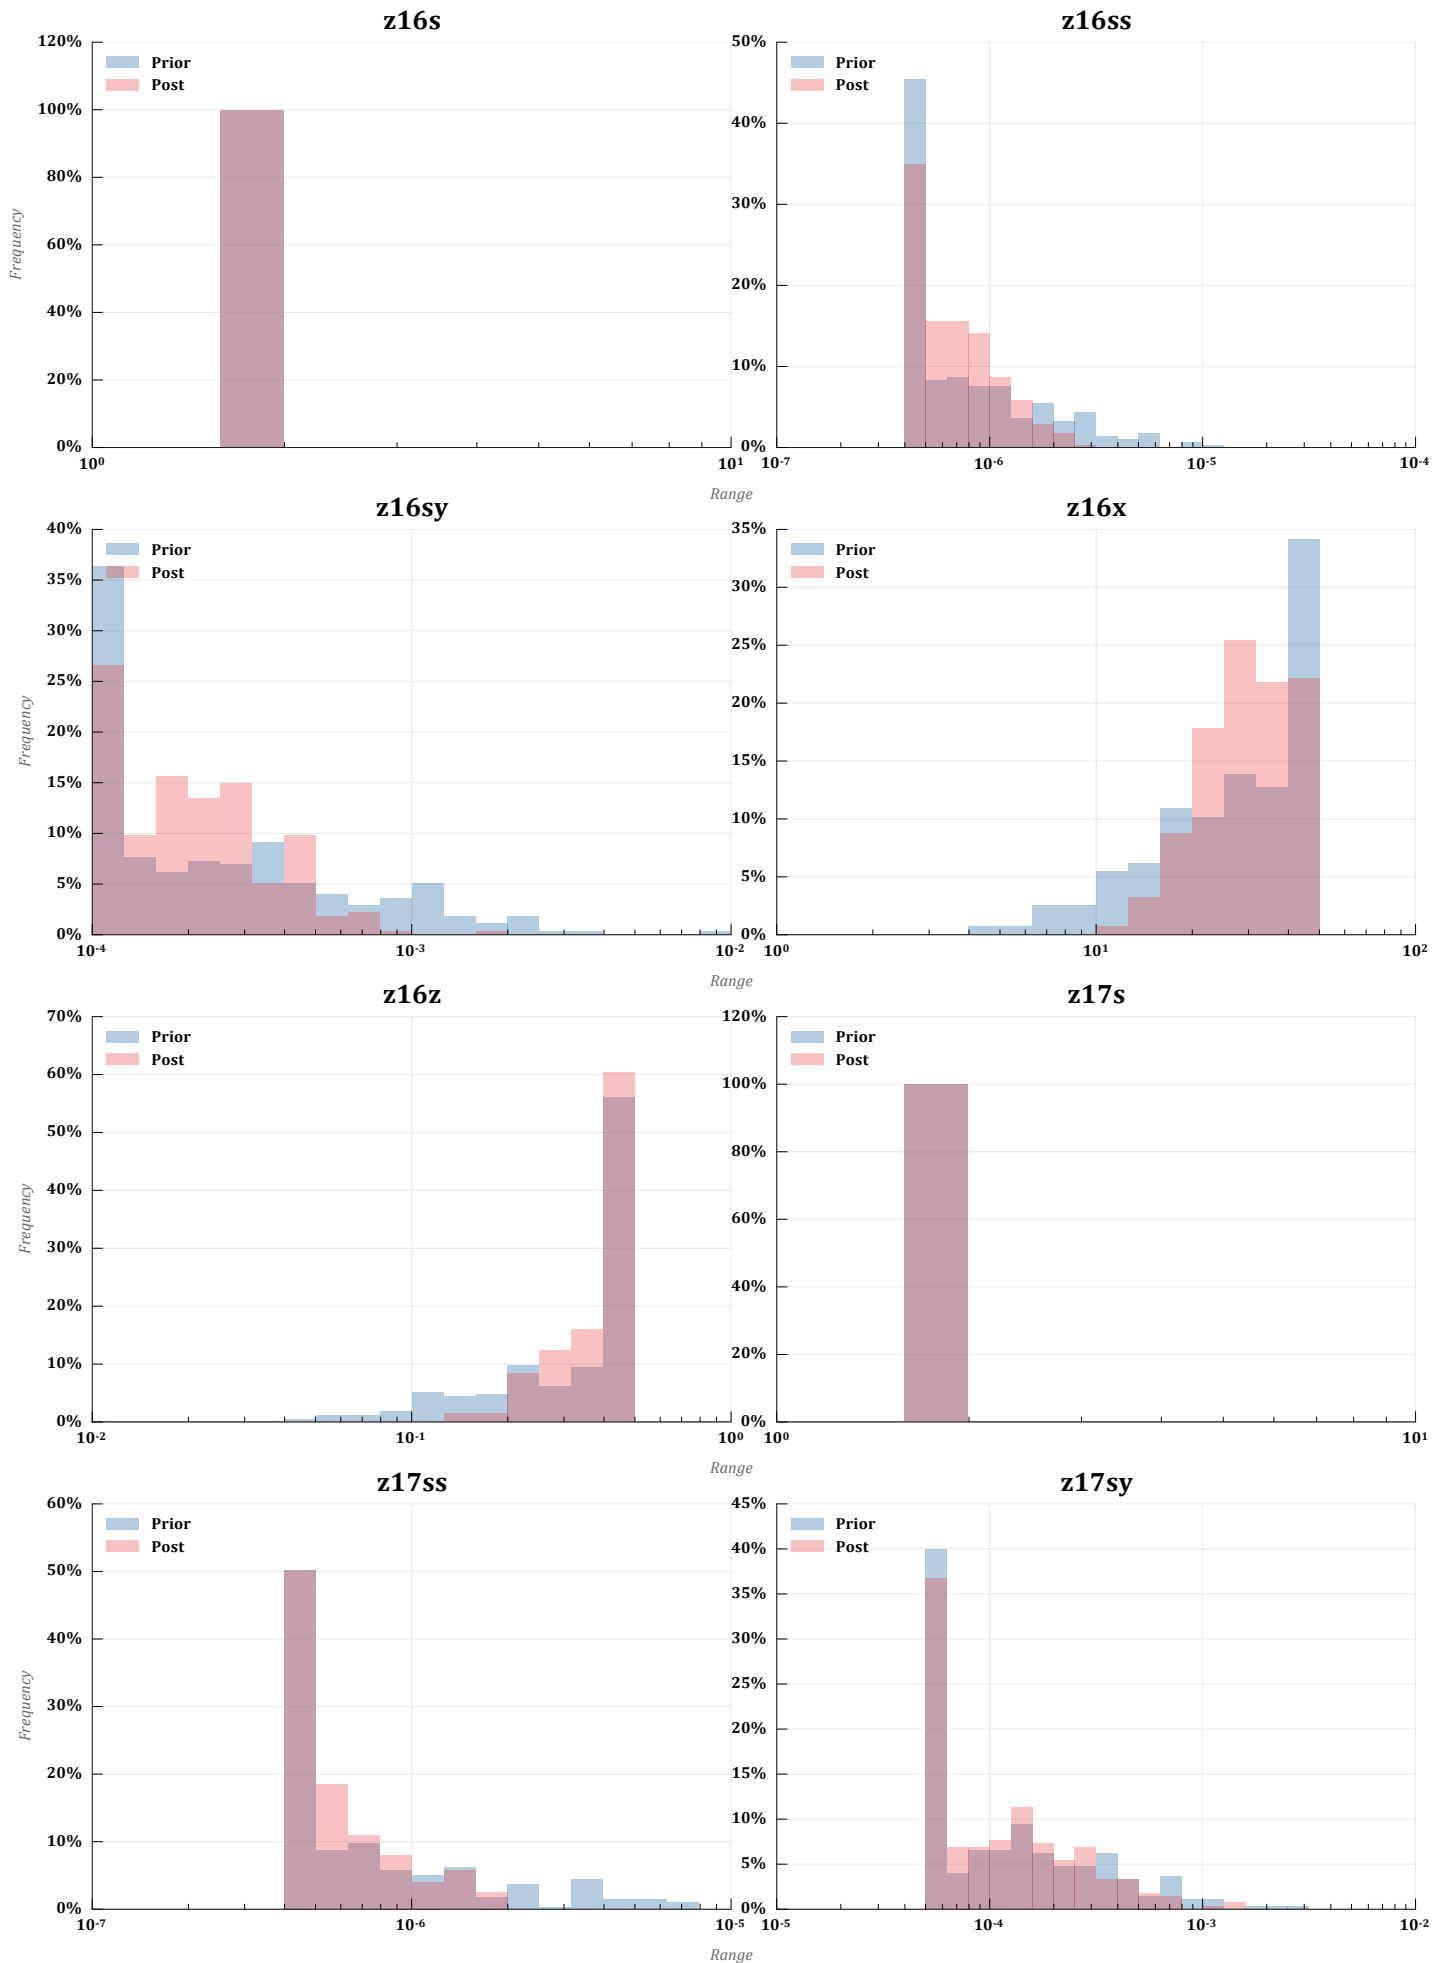 z16s
120%
100%
80%
60%
40%
20%
0%
Prior
Post
Frequency
10⁰
10¹
z16ss
50%
40%
30%
20%
10%
0%
Prior
Post
10⁻⁷
10⁻⁶
10⁻⁵
10⁻⁴
Range
z16sy
40%
35%
30%
25%
20%
15%
10%
5%
0%
Prior
Post
Frequency
10⁻⁴
10⁻³
10⁻²
z16x
35%
30%
25%
20%
15%
10%
5%
0%
Prior
Post
10⁰
10¹
10²
Range
z16z
70%
60%
50%
40%
30%
20%
10%
0%
Prior
Post
Frequency
10⁻²
10⁻¹
10⁰
z17s
120%
100%
80%
60%
40%
20%
0%
Prior
Post
10⁰
10¹
Range
z17ss
60%
50%
40%
30%
20%
10%
0%
Prior
Post
Frequency
10⁻⁷
10⁻⁶
10⁻⁵
z17sy
45%
40%
35%
30%
25%
20%
15%
10%
5%
0%
Prior
Post
10⁻⁵
10⁻⁴
10⁻³
10⁻²
Range